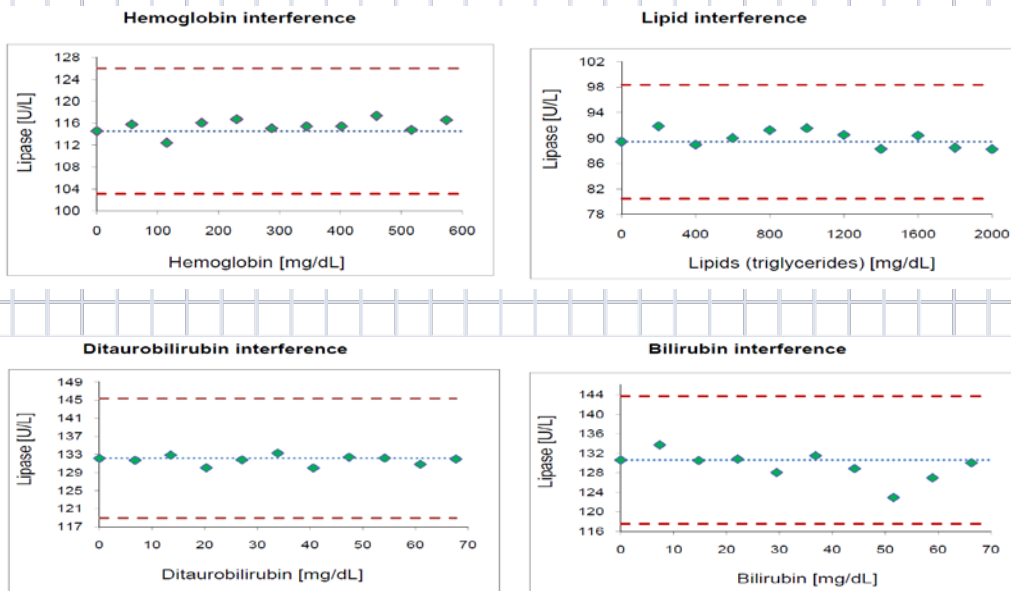 Hemoglobin interference
Lipase [U/L]
128
124
120
116
112
108
104
100
0 100 200 300 400 500 600
Hemoglobin [mg/dL]
Lipid interference
Lipase [U/L]
102
98
94
90
86
82
78
0 400 800 1200 1600 2000
Lipids (triglycerides) [mg/dL]
Ditaurobilirubin interference
Lipase [U/L]
149
145
141
137
133
129
125
121
117
0 10 20 30 40 50 60 70
Ditaurobilirubin [mg/dL]
Bilirubin interference
Lipase [U/L]
144
140
136
132
128
124
120
116
0 10 20 30 40 50 60 70
Bilirubin [mg/dL]